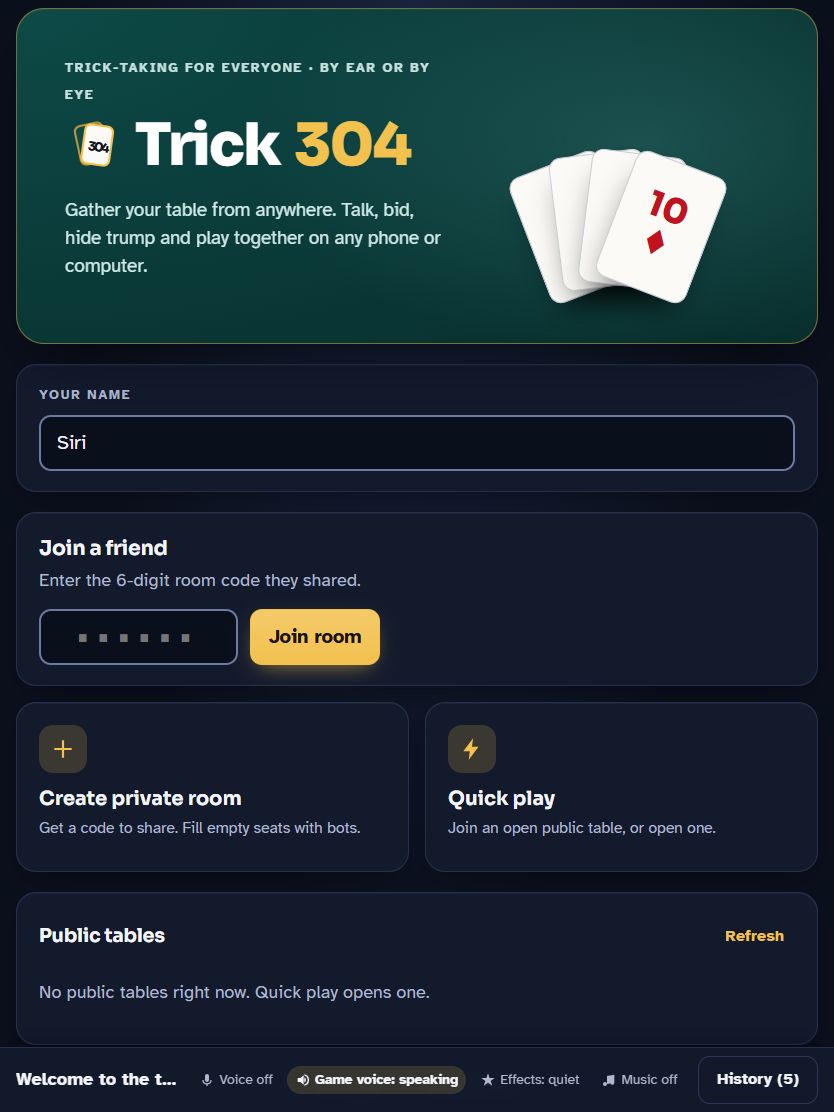 TRICK-TAKING FOR EVERYONE · BY EAR OR BY
EYE
304
Trick 304
Gather your table from anywhere. Talk, bid,
hide trump and play together on any phone or
computer.
10
YOUR NAME
Siri
Join a friend
Enter the 6-digit room code they shared.
Join room
Create private room
Get a code to share. Fill empty seats with bots.
Quick play
Join an open public table, or open one.
Public tables
Refresh
No public tables right now. Quick play opens one.
Welcome to the t...
Voice off
Game voice: speaking
Effects: quiet
Music off
History (5)